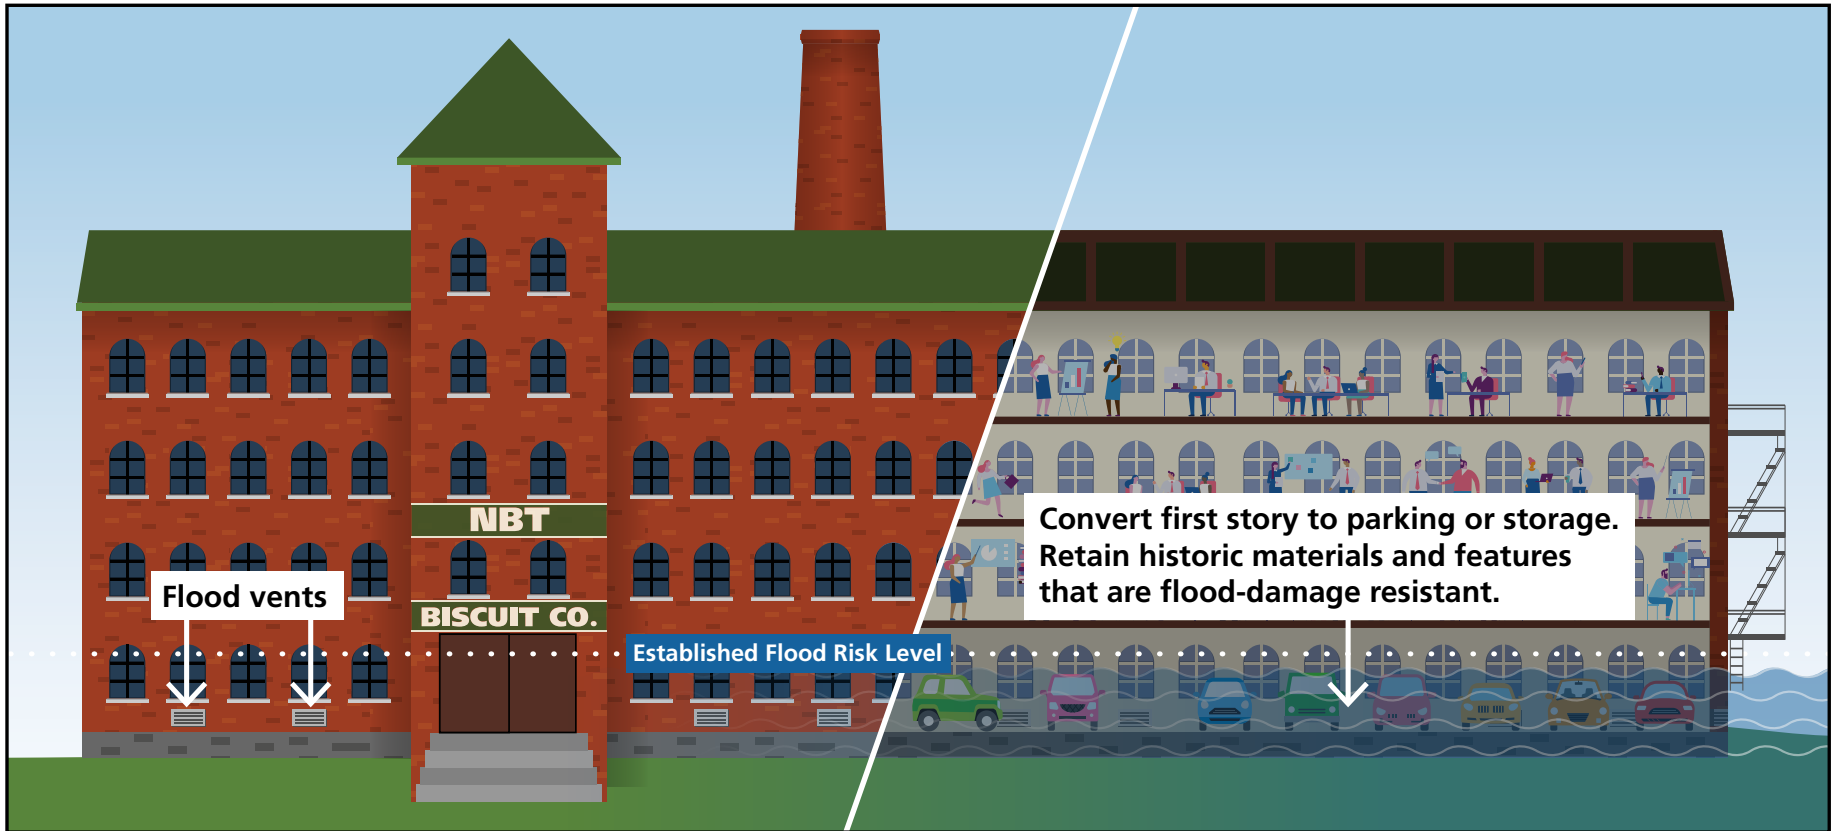 NBT
BISCUIT CO.
Flood vents
Established Flood Risk Level
Convert first story to parking or storage.
Retain historic materials and features
that are flood-damage resistant.